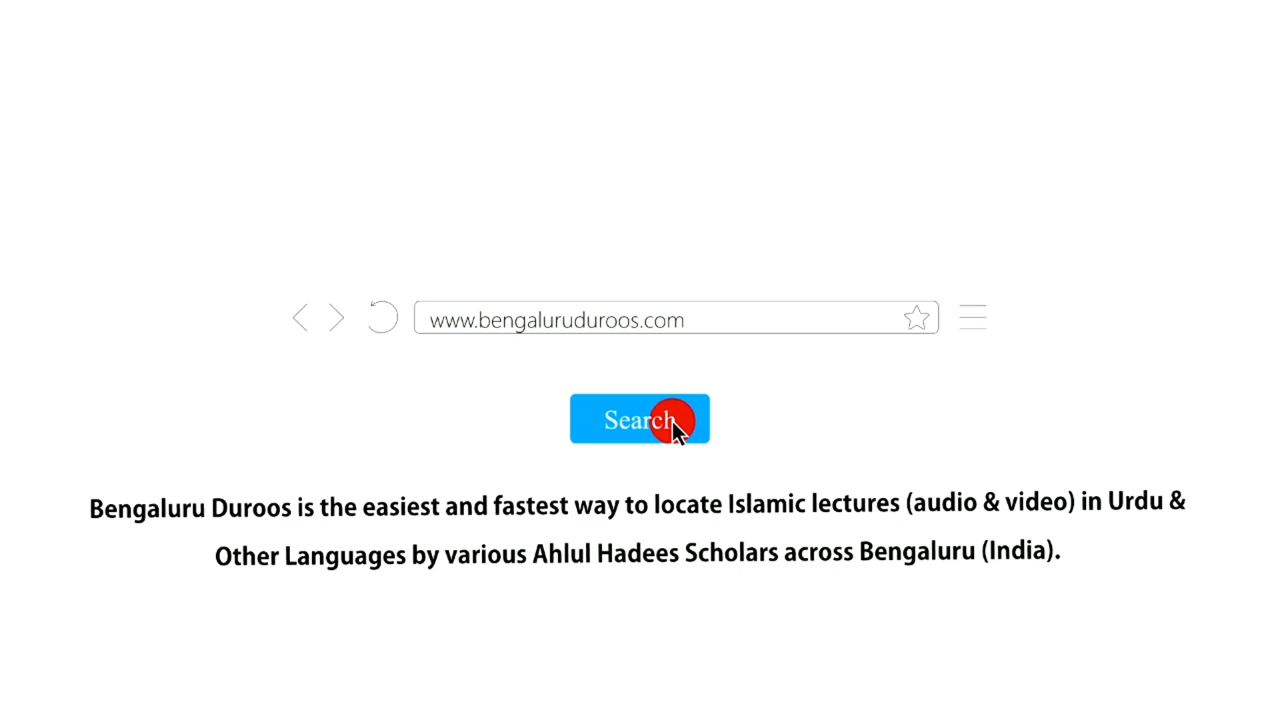 www.bengaluruduroos.com
Search
Bengaluru Duroos is the easiest and fastest way to locate Islamic lectures (audio & video) in Urdu &
Other Languages by various Ahlul Hadees Scholars across Bengaluru (India).